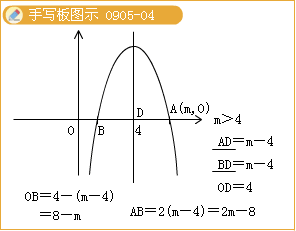 手写板图示 0905-04
A(m,0)
D
m>4
O
B
4
AD=m-4
BD=m-4
OD=4
OB=4-(m-4)
=8-m
AB=2(m-4)=2m-8